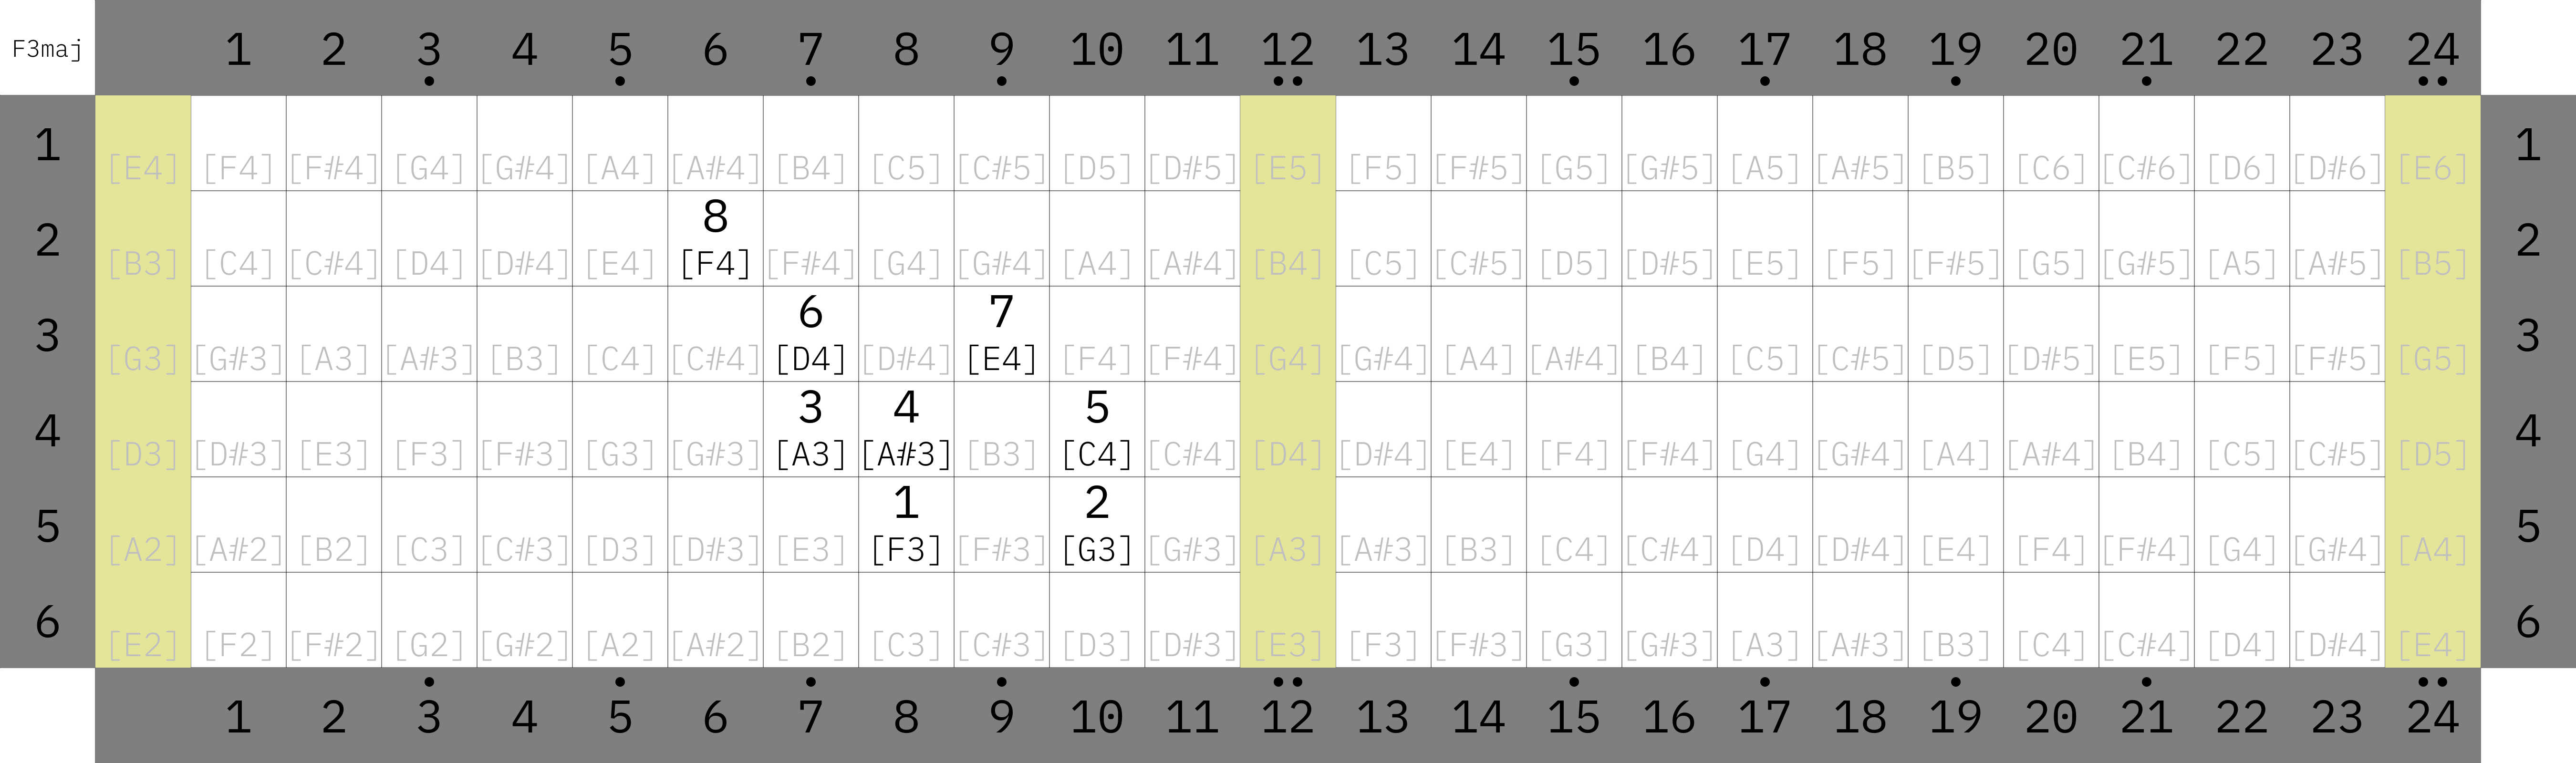 F3maj 1 2 3 4 5 6 7 8 9 10 11 12 13 14 15 16 17 18 19 20 21 22 23 24
1 1
[E4] [F4] [F#4] [G4] [G#4] [A4] [A#4] [B4] [C5] [C#5] [D5] [D#5] [E5] [F5] [F#5] [G5] [G#5] [A5] [A#5] [B5] [C6] [C#6] [D6] [D#6] [E6]
2 8 2
[B3] [C4] [C#4] [D4] [D#4] [E4] [F4] [F#4] [G4] [G#4] [A4] [A#4] [B4] [C5] [C#5] [D5] [D#5] [E5] [F5] [F#5] [G5] [G#5] [A5] [A#5] [B5]
3 6 7 3
[G3] [G#3] [A3] [A#3] [B3] [C4] [C#4] [D4] [D#4] [E4] [F4] [F#4] [G4] [G#4] [A4] [A#4] [B4] [C5] [C#5] [D5] [D#5] [E5] [F5] [F#5] [G5]
4 3 4 5 4
[D3] [D#3] [E3] [F3] [F#3] [G3] [G#3] [A3] [A#3] [B3] [C4] [C#4] [D4] [D#4] [E4] [F4] [F#4] [G4] [G#4] [A4] [A#4] [B4] [C5] [C#5] [D5]
5 1 2 5
[A2] [A#2] [B2] [C3] [C#3] [D3] [D#3] [E3] [F3] [F#3] [G3] [G#3] [A3] [A#3] [B3] [C4] [C#4] [D4] [D#4] [E4] [F4] [F#4] [G4] [G#4] [A4]
6 6
[E2] [F2] [F#2] [G2] [G#2] [A2] [A#2] [B2] [C3] [C#3] [D3] [D#3] [E3] [F3] [F#3] [G3] [G#3] [A3] [A#3] [B3] [C4] [C#4] [D4] [D#4] [E4]
1 2 3 4 5 6 7 8 9 10 11 12 13 14 15 16 17 18 19 20 21 22 23 24